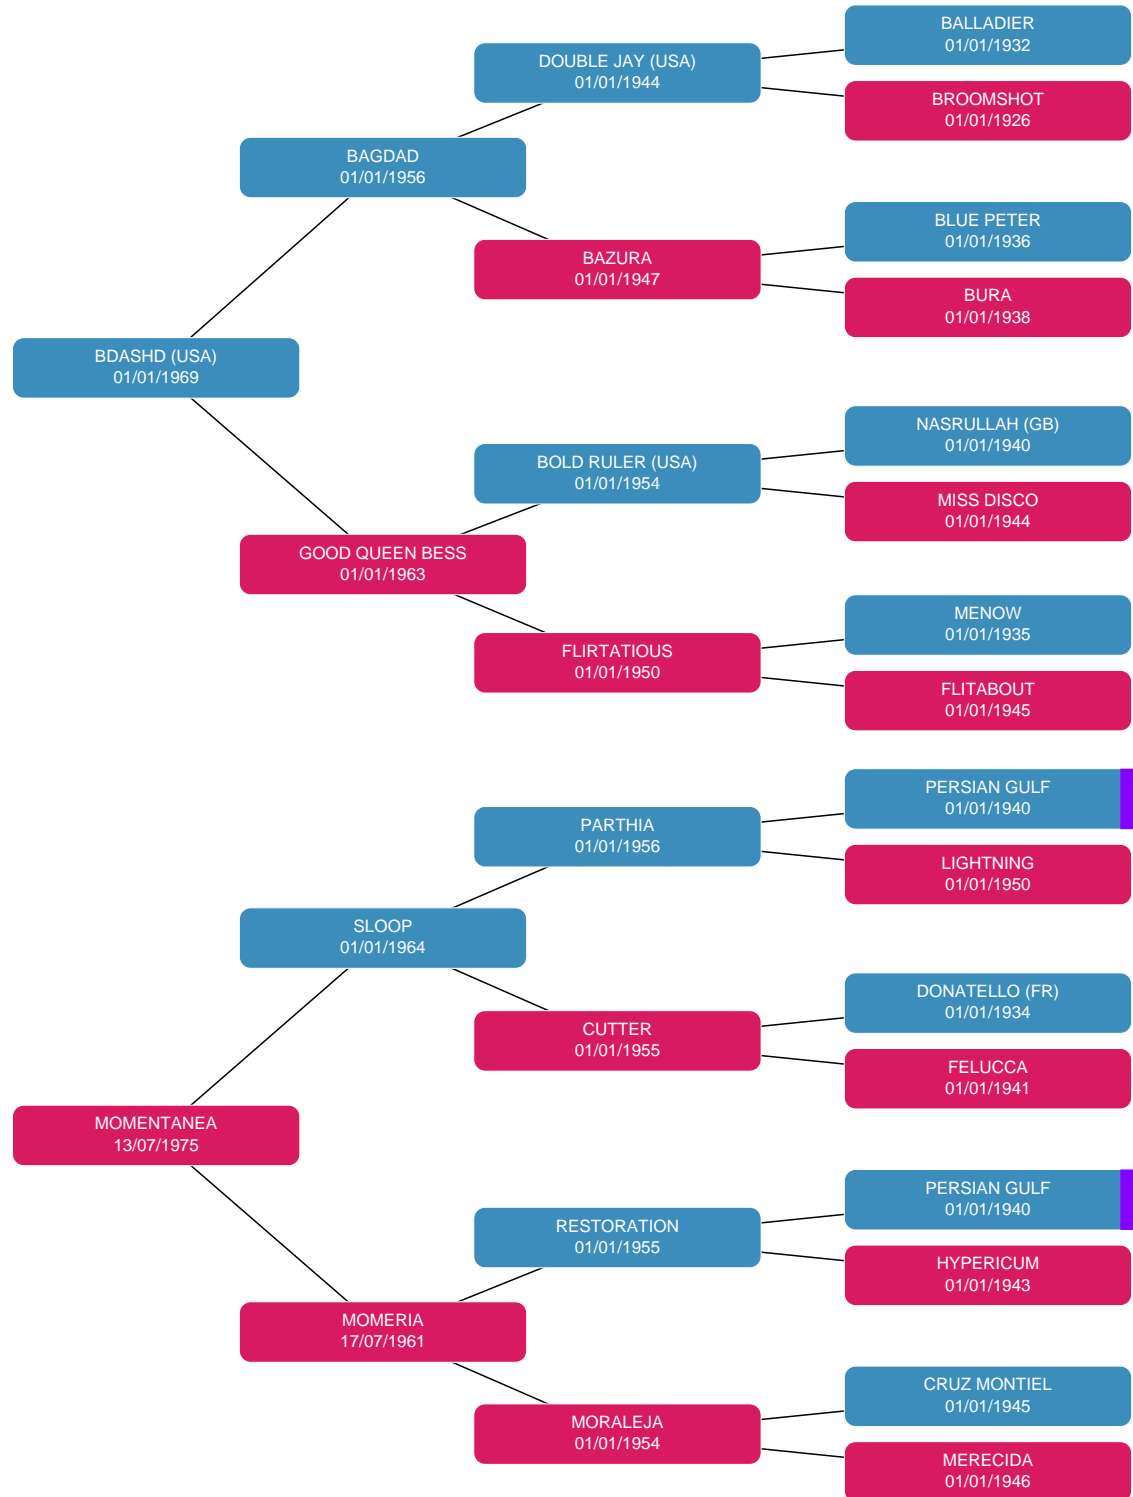 BALLADIER
01/01/1932
DOUBLE JAY (USA)
01/01/1944
BROOMSHOT
01/01/1926
BAGDAD
01/01/1956
BLUE PETER
01/01/1936
BAZURA
01/01/1947
BURA
01/01/1938
BDASHD (USA)
01/01/1969
NASRULLAH (GB)
01/01/1940
BOLD RULER (USA)
01/01/1954
MISS DISCO
01/01/1944
GOOD QUEEN BESS
01/01/1963
MENOW
01/01/1935
FLIRTATIOUS
01/01/1950
FLITABOUT
01/01/1945
PERSIAN GULF
01/01/1940
PARTHIA
01/01/1956
LIGHTNING
01/01/1950
SLOOP
01/01/1964
DONATELLO (FR)
01/01/1934
CUTTER
01/01/1955
FELUCCA
01/01/1941
MOMENTANEA
13/07/1975
PERSIAN GULF
01/01/1940
RESTORATION
01/01/1955
HYPERICUM
01/01/1943
MOMERIA
17/07/1961
CRUZ MONTIEL
01/01/1945
MORALEJA
01/01/1954
MERECIDA
01/01/1946